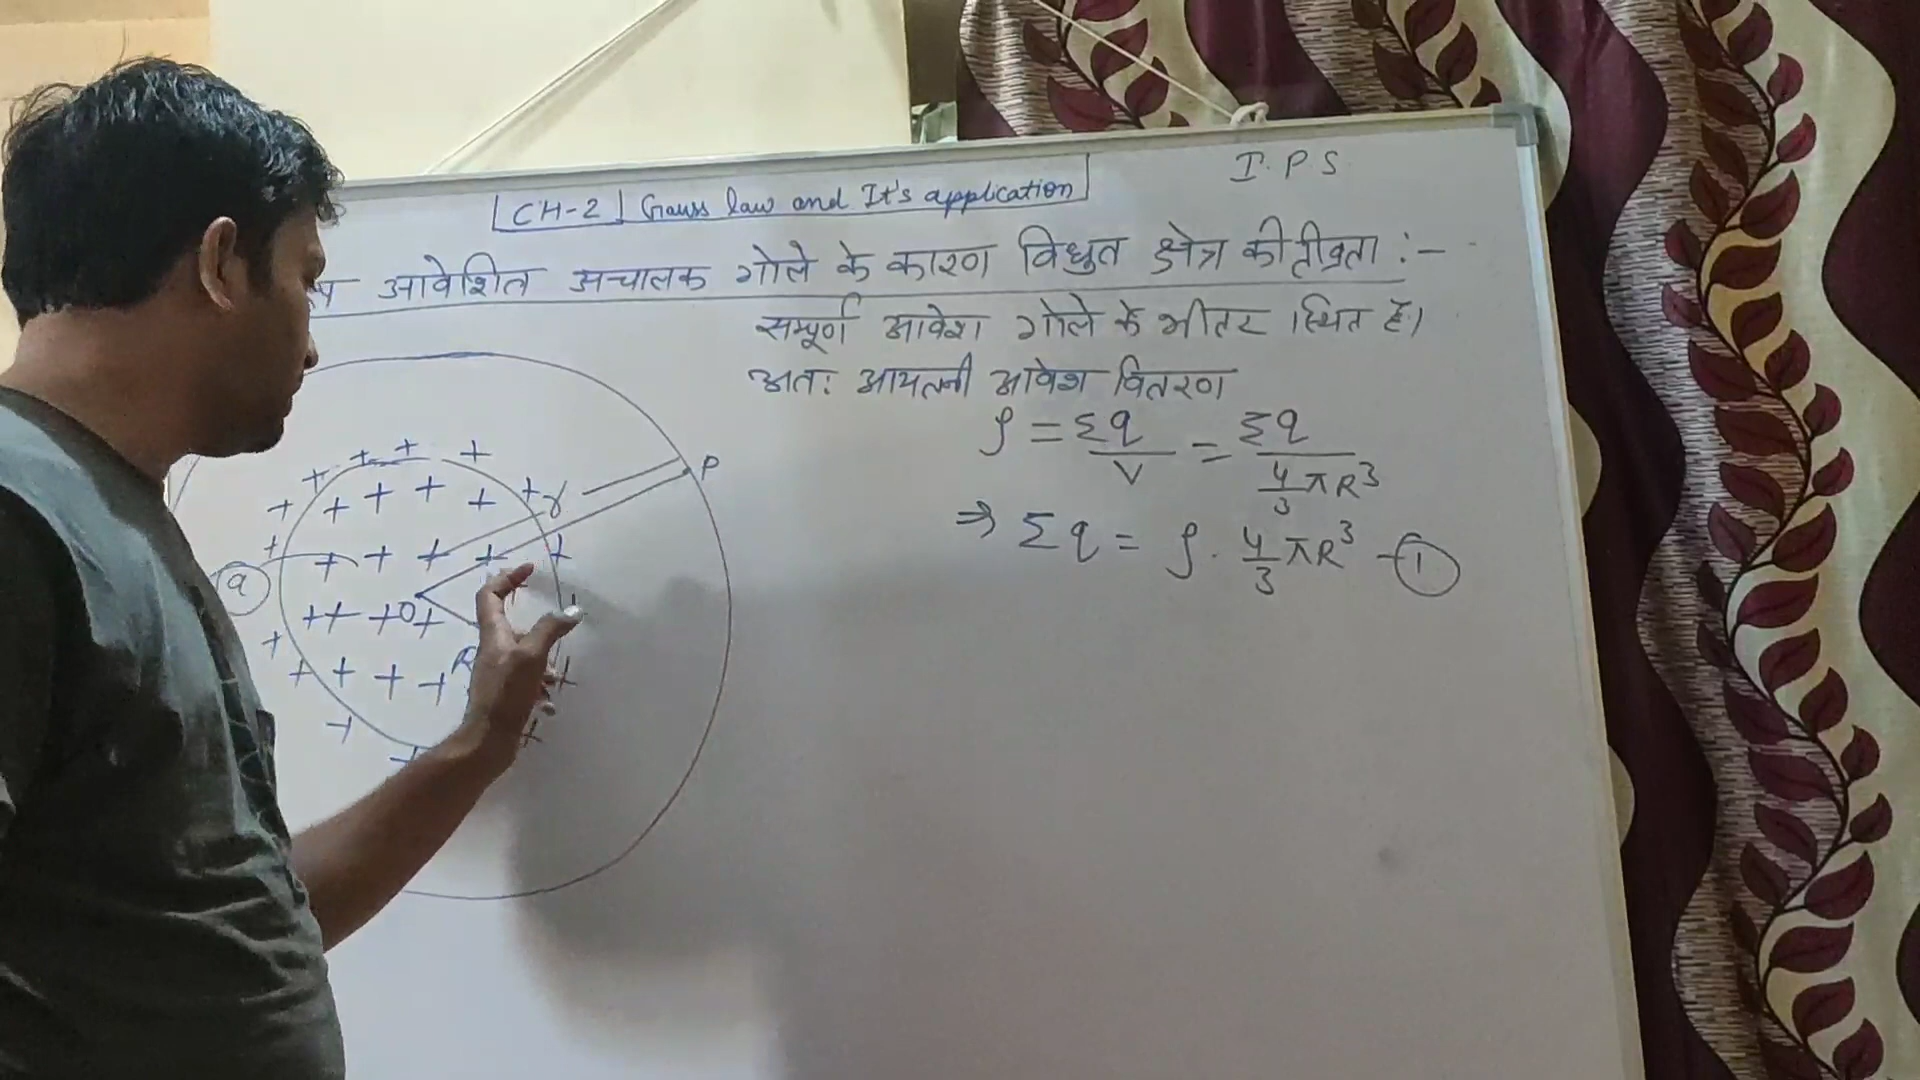 I.P.S
CH-2 Gauss law and It's application
आवेशित अचालक गोले के कारण विधुत क्षेत्र की तीव्रता :-
सम्पूर्ण आवेश गोले के भीतर स्थित है।
अतः आयतनी आवेश वितरण
ρ = Σq/V = Σq/(4/3 πR³)
⇒ Σq = ρ · 4/3 πR³ -①
P
r
q
O
R